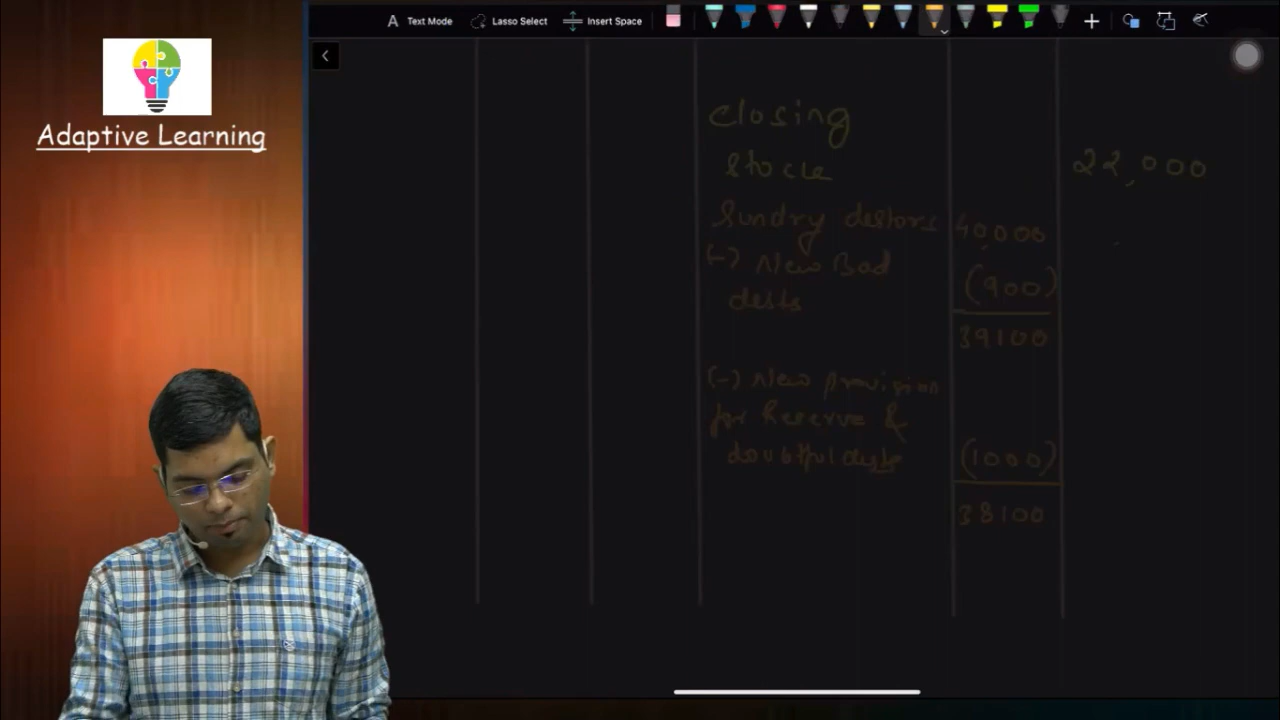 Text Mode
Lasso Select
Insert Space
Adaptive Learning
Closing
Stock 22,000
Sundry debtors 40,000
(-) New Bad
debts (900)
39100
(-) New provision
for Reserve &
doubtful debts (1000)
38100